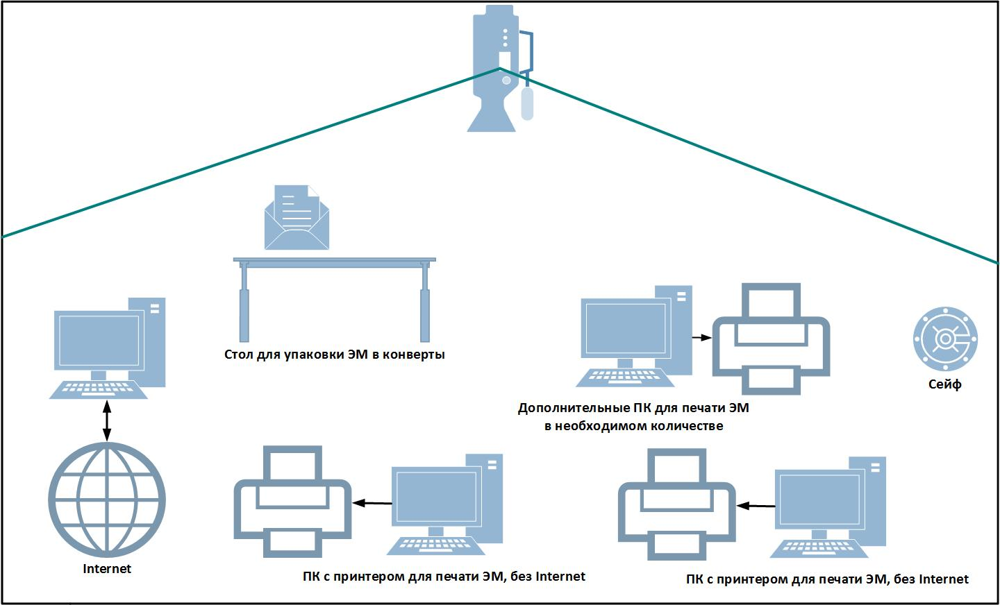 Стол для упаковки ЭМ в конверты
Сейф
Дополнительные ПК для печати ЭМ
в необходимом количестве
Internet
ПК с принтером для печати ЭМ, без Internet
ПК с принтером для печати ЭМ, без Internet